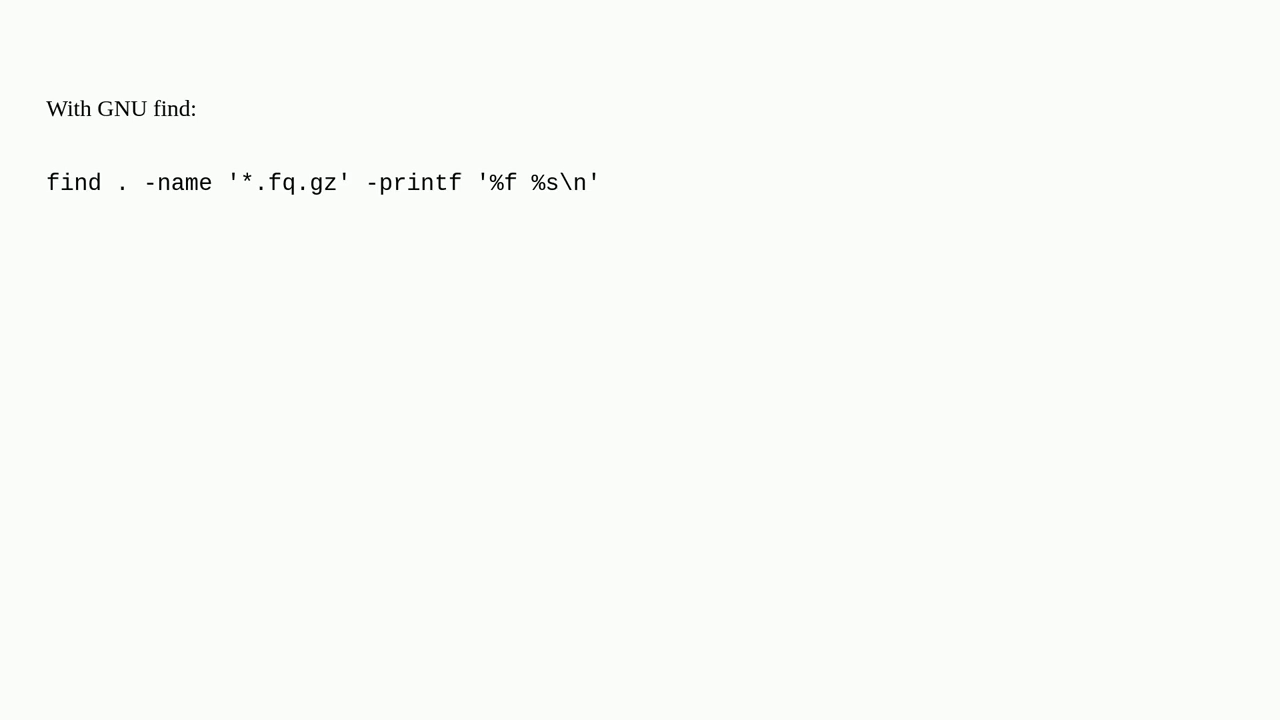 With GNU find:
find . -name '*.fq.gz' -printf '%f %s\n'